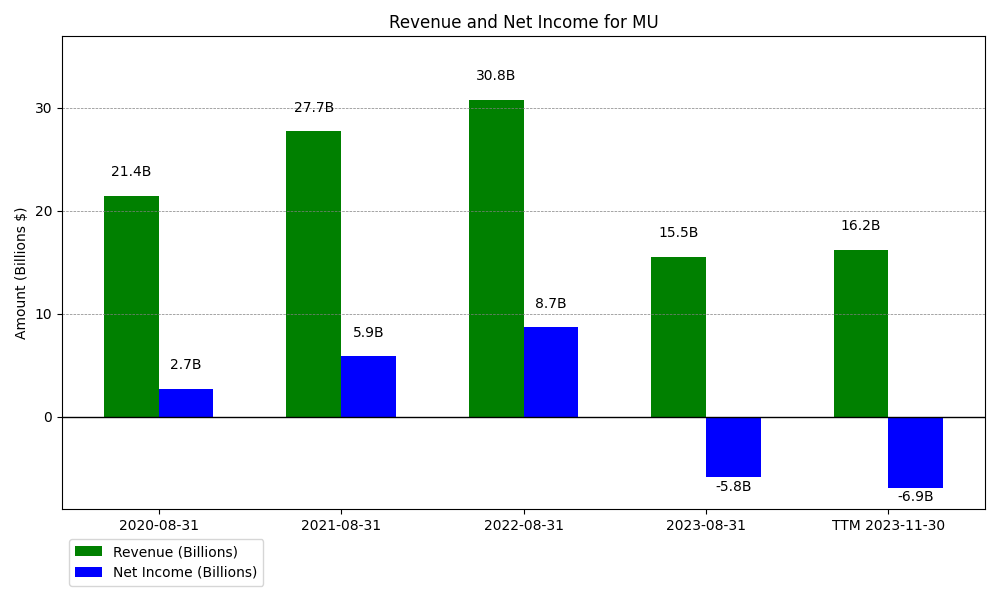 Revenue and Net Income for MU
Amount (Billions $)
30
20
10
0
21.4B
27.7B
30.8B
15.5B
16.2B
2.7B
5.9B
8.7B
-5.8B
-6.9B
2020-08-31
2021-08-31
2022-08-31
2023-08-31
TTM 2023-11-30
Revenue (Billions)
Net Income (Billions)